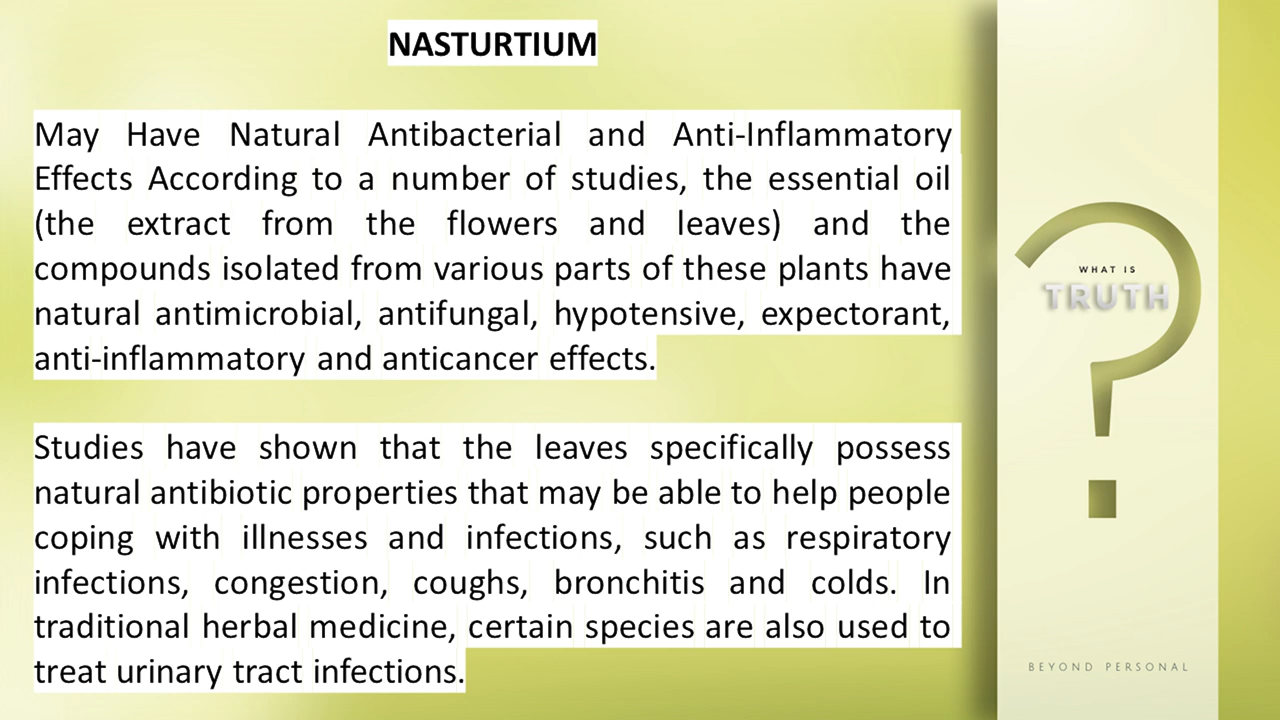 NASTURTIUM
May Have Natural Antibacterial and Anti-Inflammatory
Effects According to a number of studies, the essential oil
(the extract from the flowers and leaves) and the
compounds isolated from various parts of these plants have
natural antimicrobial, antifungal, hypotensive, expectorant,
anti-inflammatory and anticancer effects.
Studies have shown that the leaves specifically possess
natural antibiotic properties that may be able to help people
coping with illnesses and infections, such as respiratory
infections, congestion, coughs, bronchitis and colds. In
traditional herbal medicine, certain species are also used to
treat urinary tract infections.
WHAT IS
TRUTH
?
BEYOND PERSONAL